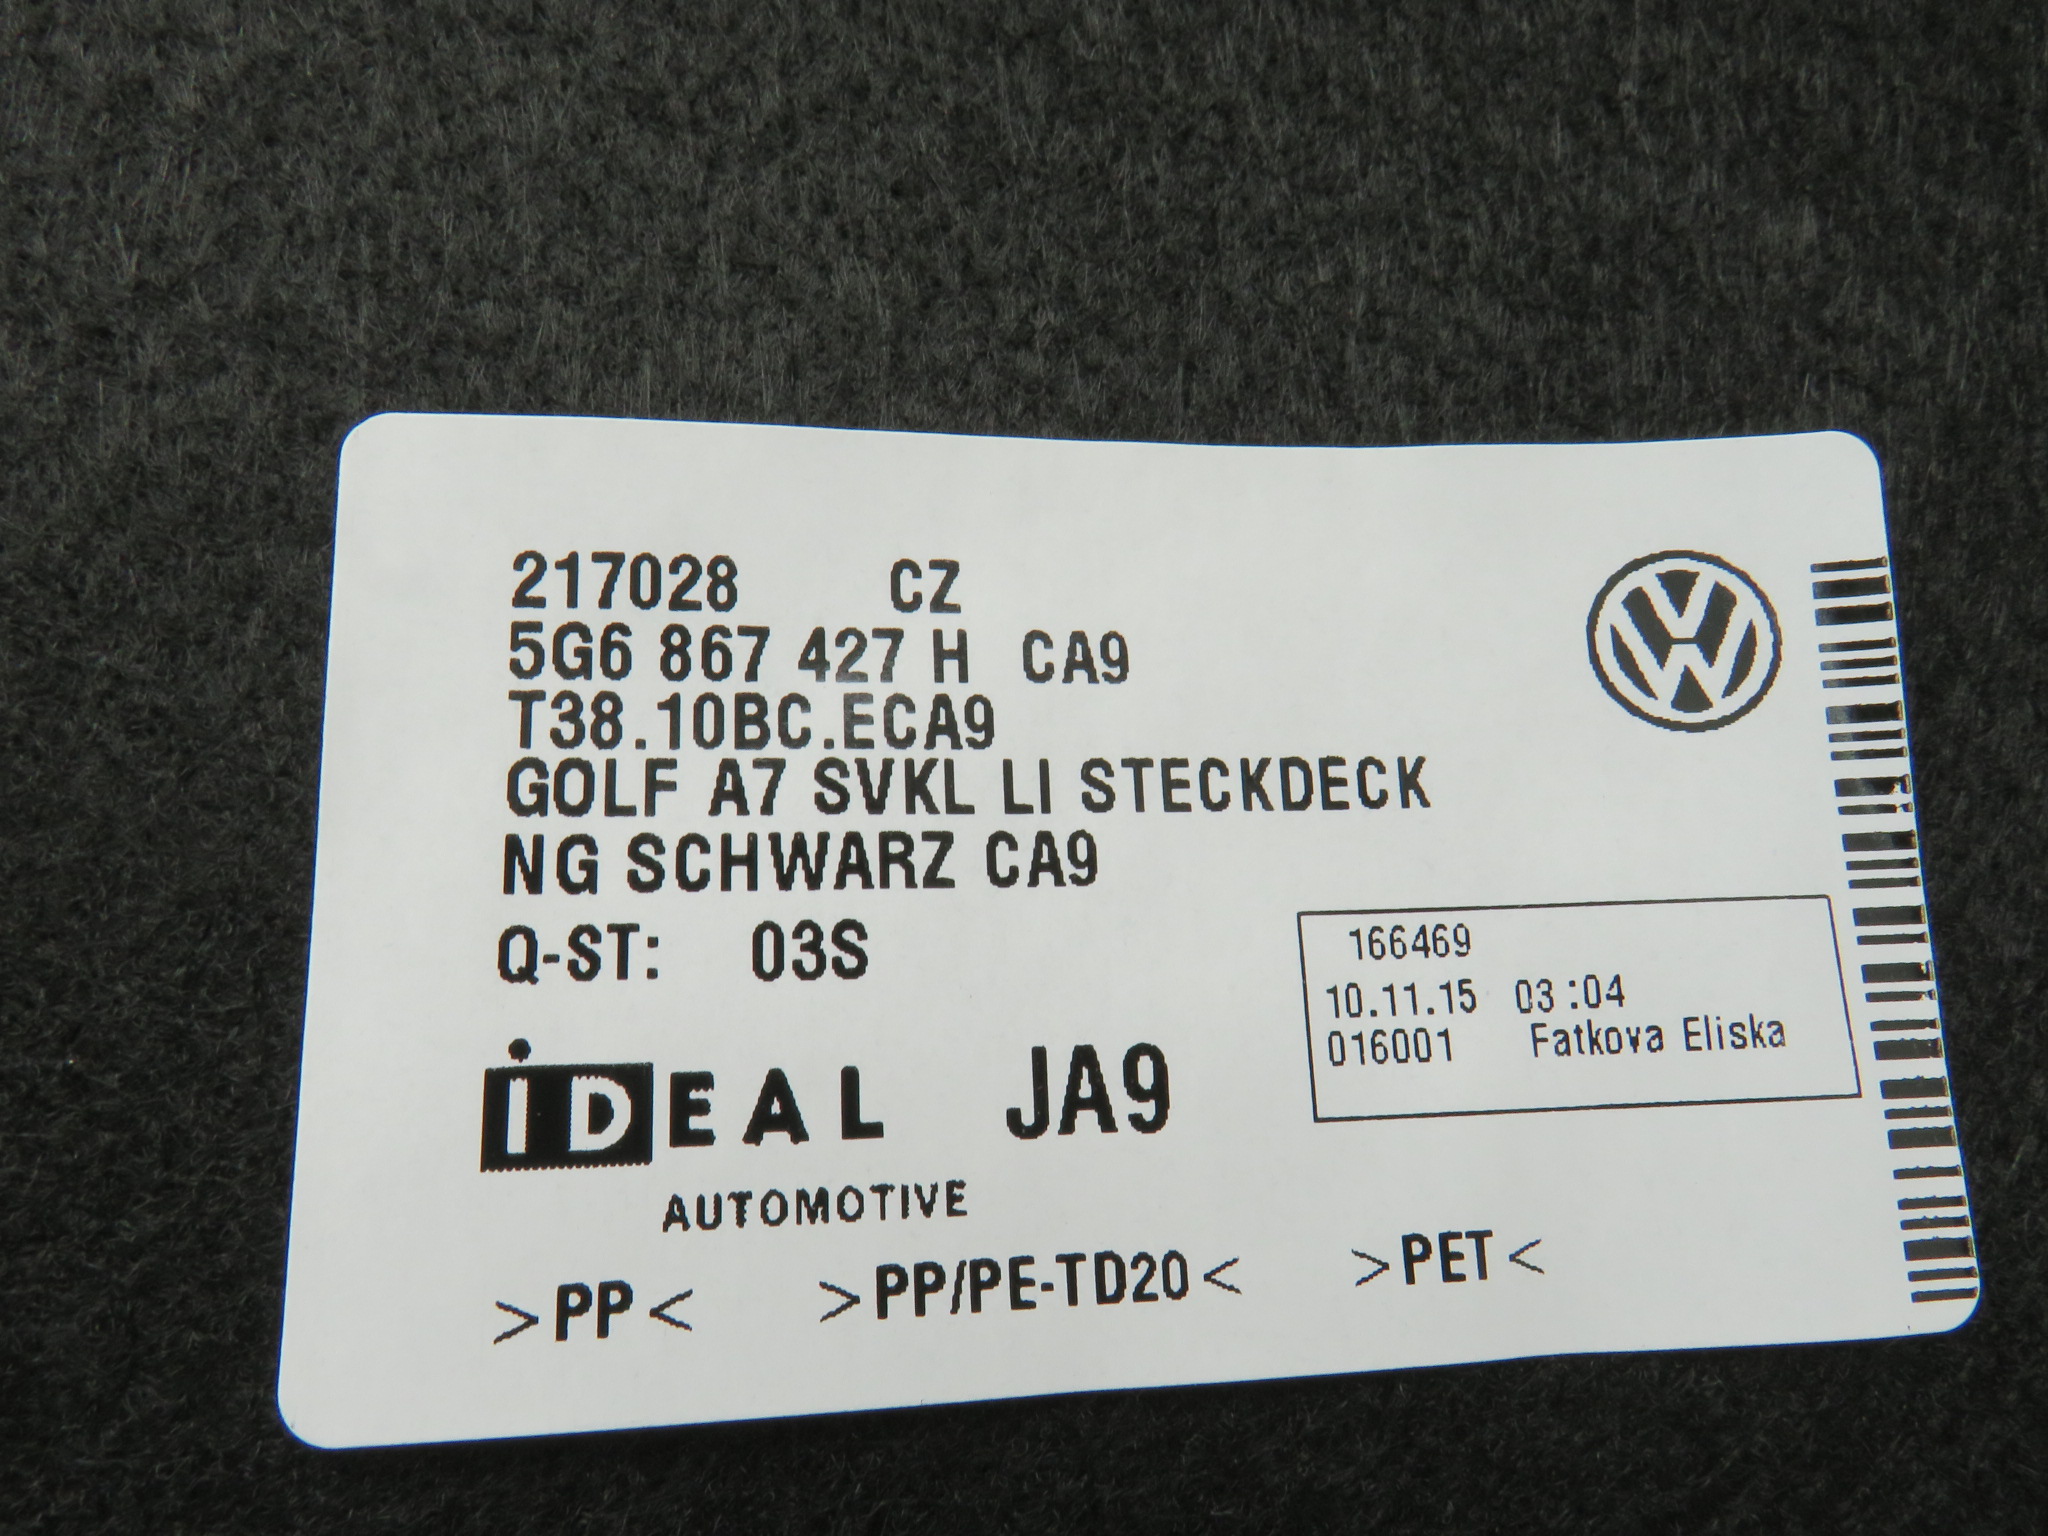 217028 CZ
5G6 867 427 H CA9
T38.10BC.ECA9
GOLF A7 SVKL LI STECKDECK
NG SCHWARZ CA9
Q-ST: 03S
166469
10.11.15 03:04
016001 Fatkova Eliska
iDEAL JA9
AUTOMOTIVE
>PP< >PP/PE-TD20< >PET<